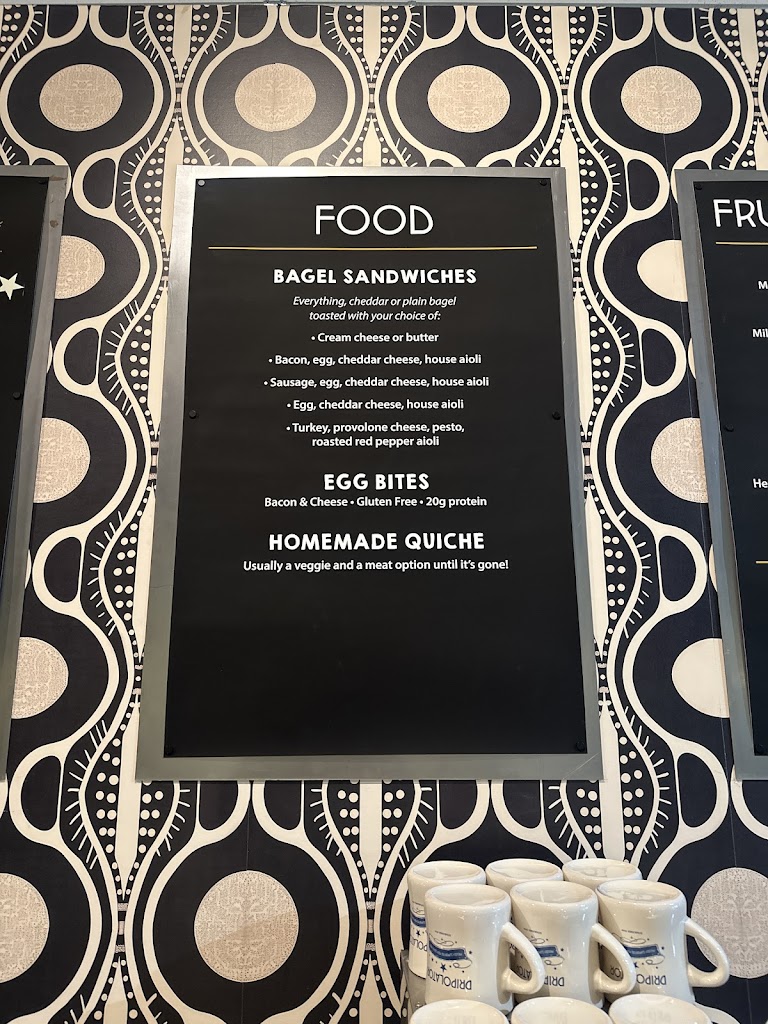 FOOD
BAGEL SANDWICHES
Everything, cheddar or plain bagel
toasted with your choice of:
• Cream cheese or butter
• Bacon, egg, cheddar cheese, house aioli
• Sausage, egg, cheddar cheese, house aioli
• Egg, cheddar cheese, house aioli
• Turkey, provolone cheese, pesto,
roasted red pepper aioli
EGG BITES
Bacon & Cheese • Gluten Free • 20g protein
HOMEMADE QUICHE
Usually a veggie and a meat option until it's gone!
FRU
M
Mil
He
DRIPOLATOR